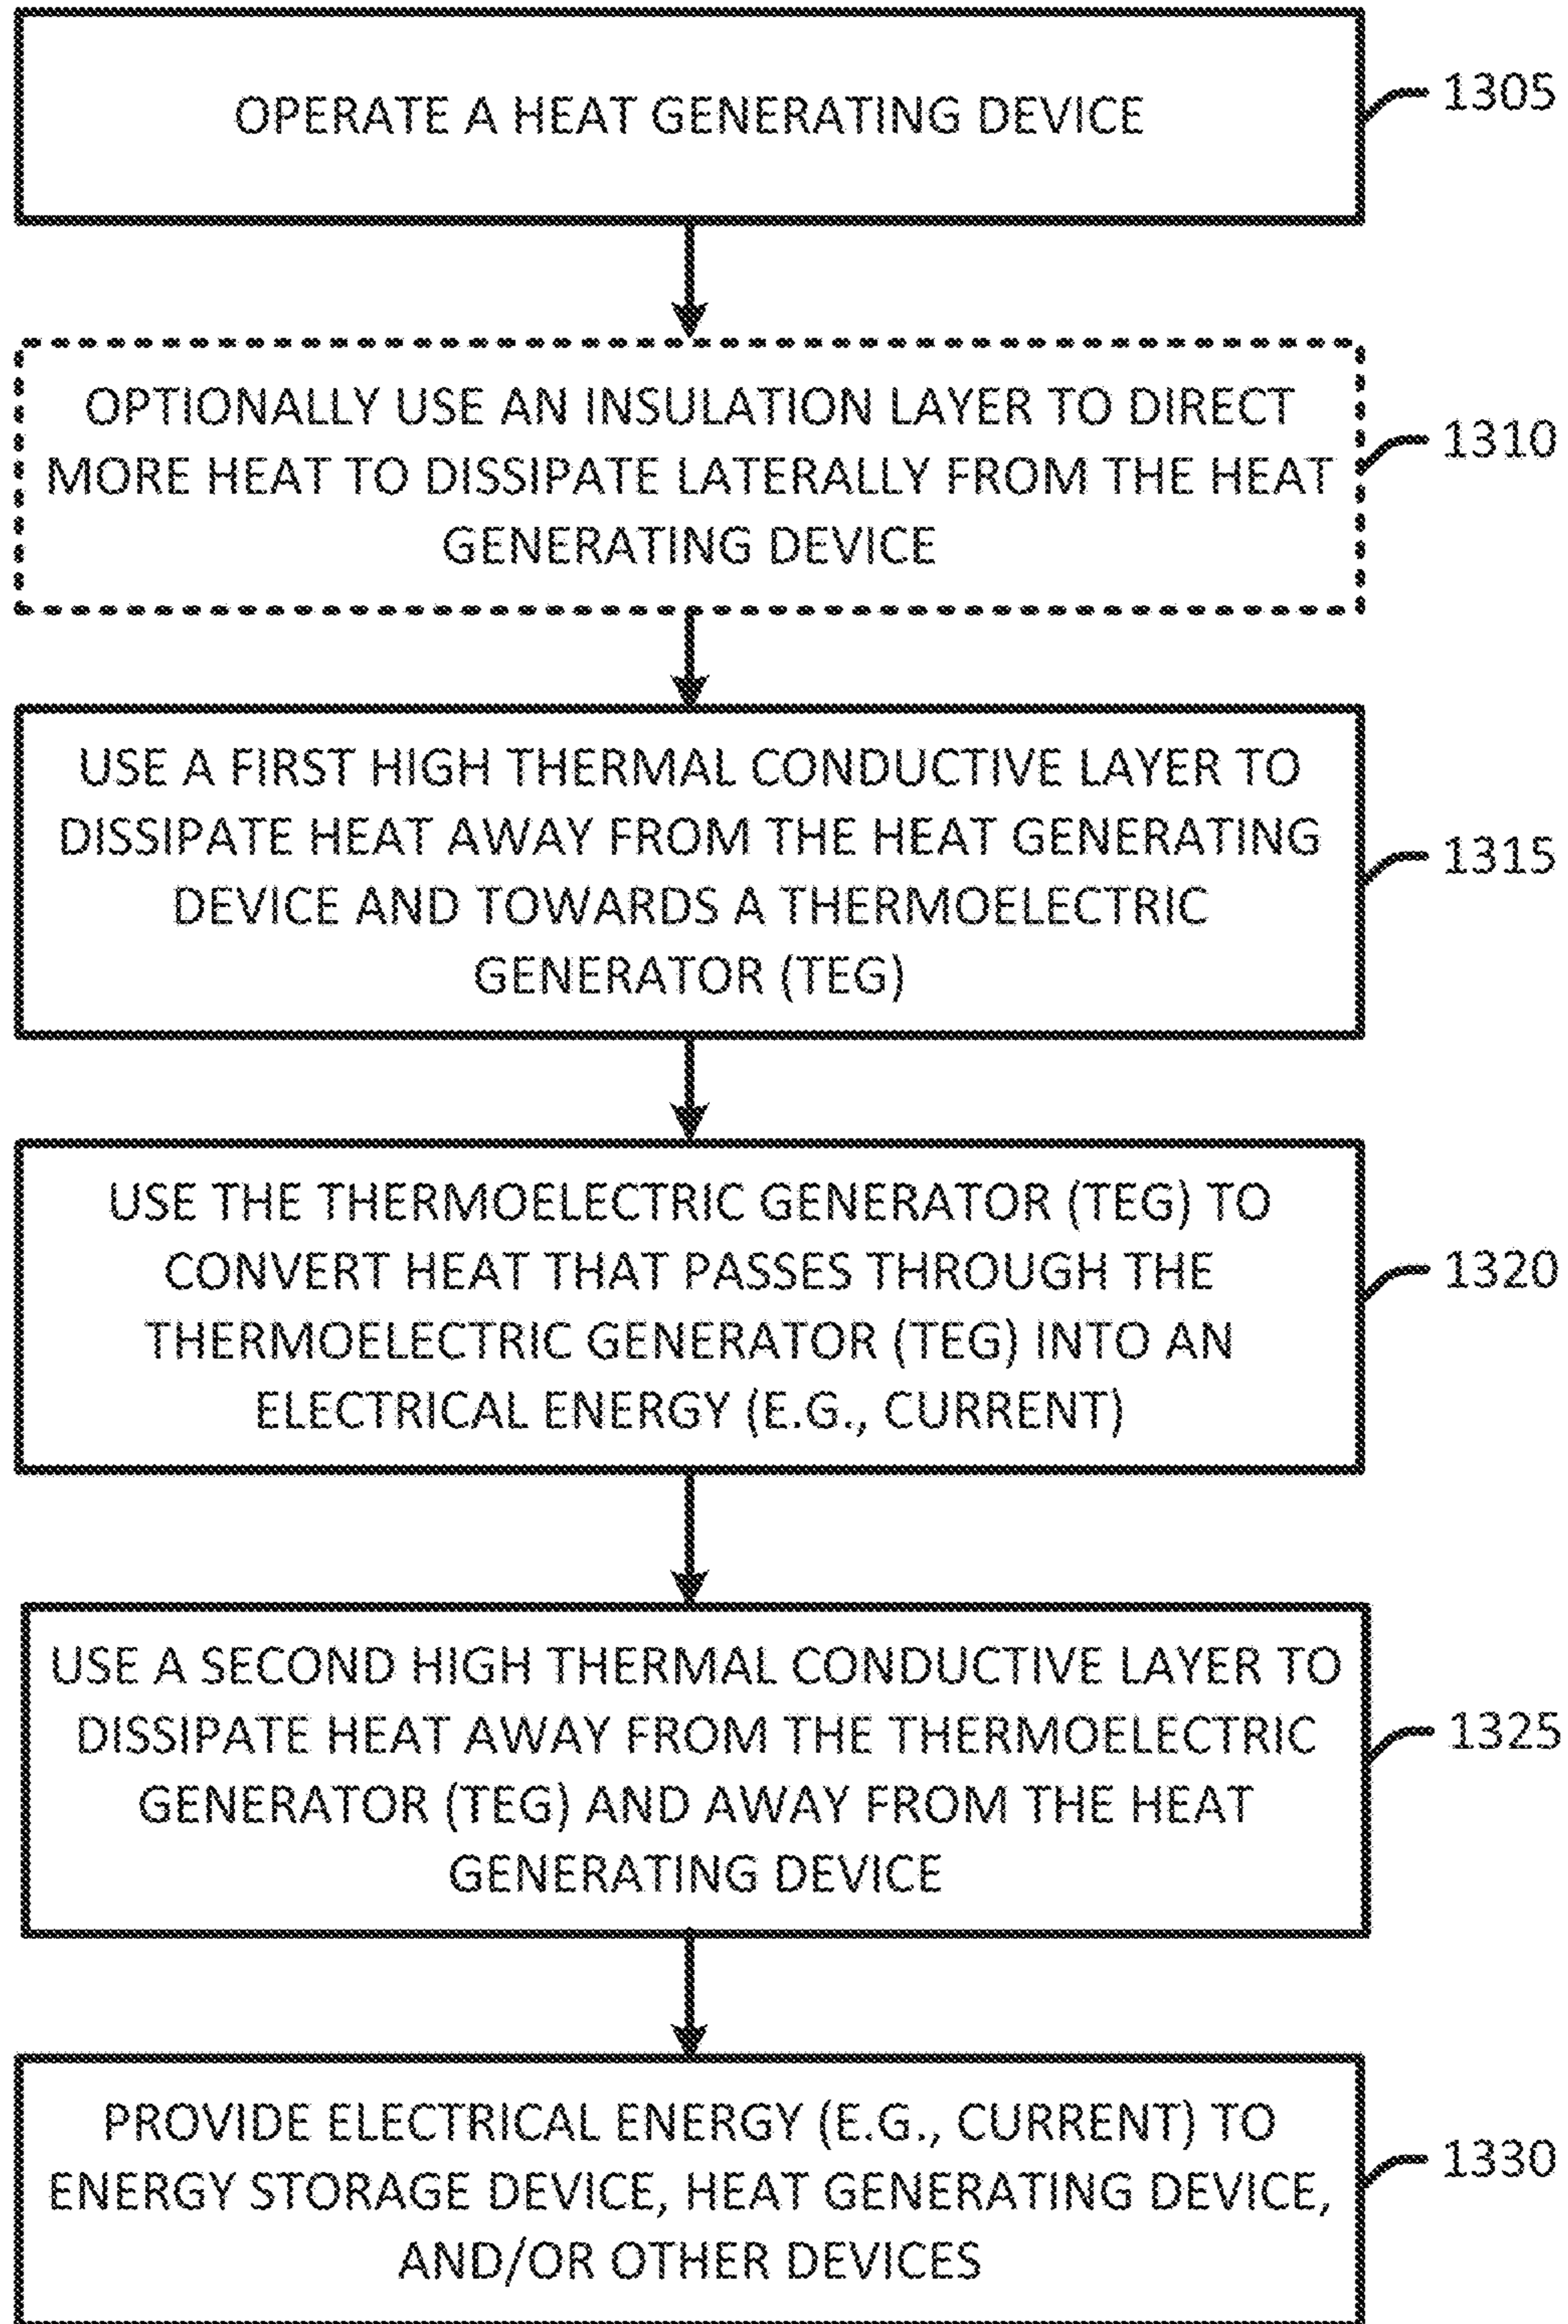 OPERATE A HEAT GENERATING DEVICE
1305
OPTIONALLY USE AN INSULATION LAYER TO DIRECT
MORE HEAT TO DISSIPATE LATERALLY FROM THE HEAT
GENERATING DEVICE
1310
USE A FIRST HIGH THERMAL CONDUCTIVE LAYER TO
DISSIPATE HEAT AWAY FROM THE HEAT GENERATING
DEVICE AND TOWARDS A THERMOELECTRIC
GENERATOR (TEG)
1315
USE THE THERMOELECTRIC GENERATOR (TEG) TO
CONVERT HEAT THAT PASSES THROUGH THE
THERMOELECTRIC GENERATOR (TEG) INTO AN
ELECTRICAL ENERGY (E.G., CURRENT)
1320
USE A SECOND HIGH THERMAL CONDUCTIVE LAYER TO
DISSIPATE HEAT AWAY FROM THE THERMOELECTRIC
GENERATOR (TEG) AND AWAY FROM THE HEAT
GENERATING DEVICE
1325
PROVIDE ELECTRICAL ENERGY (E.G., CURRENT) TO
ENERGY STORAGE DEVICE, HEAT GENERATING DEVICE,
AND/OR OTHER DEVICES
1330